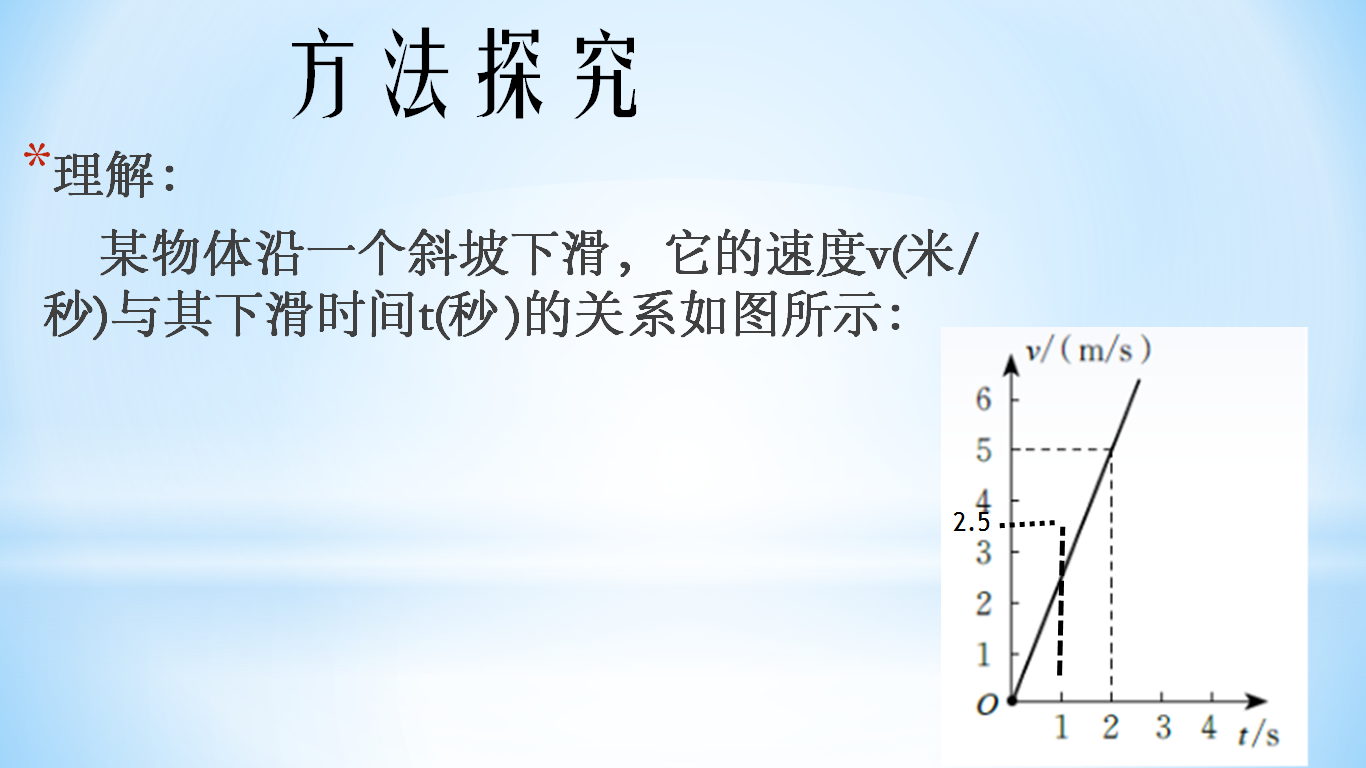 方法探究
*理解：
某物体沿一个斜坡下滑，它的速度v(米/
秒)与其下滑时间t(秒)的关系如图所示：
v/(m/s)
6
5
4
2.5
3
2
1
O
1 2 3 4 t/s